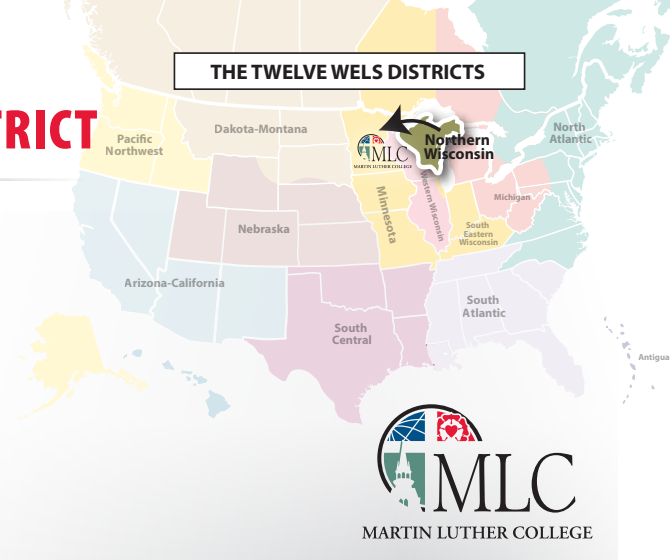 THE TWELVE WELS DISTRICTS
TRICT
Pacific
Northwest
Dakota-Montana
MLC
MARTIN LUTHER COLLEGE
Northern
Wisconsin
North
Atlantic
Michigan
Minnesota
Western Wisconsin
South
Eastern
Wisconsin
Nebraska
Arizona-California
South
Atlantic
South
Central
Antigua
MLC
MARTIN LUTHER COLLEGE